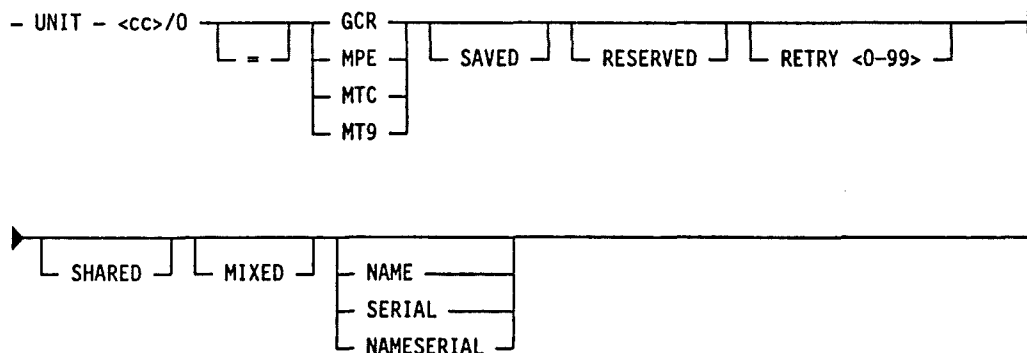 – UNIT – <cc>/0 GCR
= MPE SAVED RESERVED RETRY <0–99>
MTC
MT9
SHARED MIXED NAME
SERIAL
NAMESERIAL